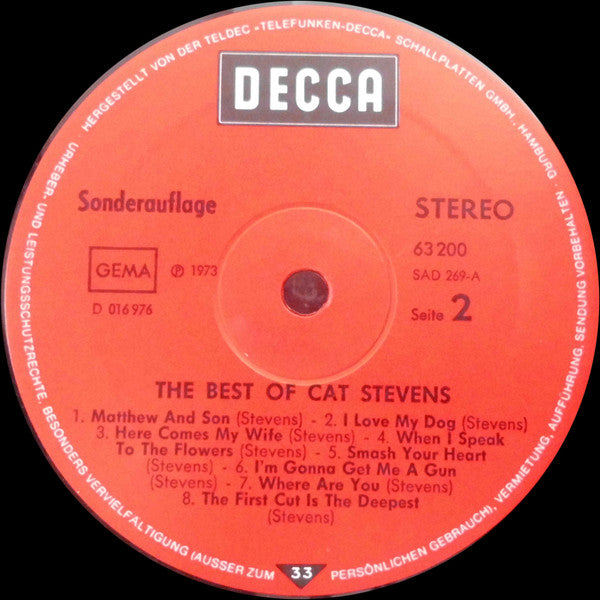 HERGESTELLT VON DER TELDEC »TELEFUNKEN-DECCA« SCHALLPLATTEN GMBH., HAMBURG ·
URHEBER- UND LEISTUNGSSCHUTZRECHTE, BESONDERS VERVIELFÄLTIGUNG (AUSSER ZUM PERSÖNLICHEN GEBRAUCH), VERMIETUNG, AUFFÜHRUNG, SENDUNG VORBEHALTEN
DECCA
Sonderauflage
STEREO
63 200
GEMA ℗ 1973
SAD 269-A
D 016 976
Seite 2
THE BEST OF CAT STEVENS
1. Matthew And Son (Stevens) - 2. I Love My Dog (Stevens)
3. Here Comes My Wife (Stevens) - 4. When I Speak
To The Flowers (Stevens) - 5. Smash Your Heart
(Stevens) - 6. I'm Gonna Get Me A Gun
(Stevens) - 7. Where Are You (Stevens)
8. The First Cut Is The Deepest
(Stevens)
33